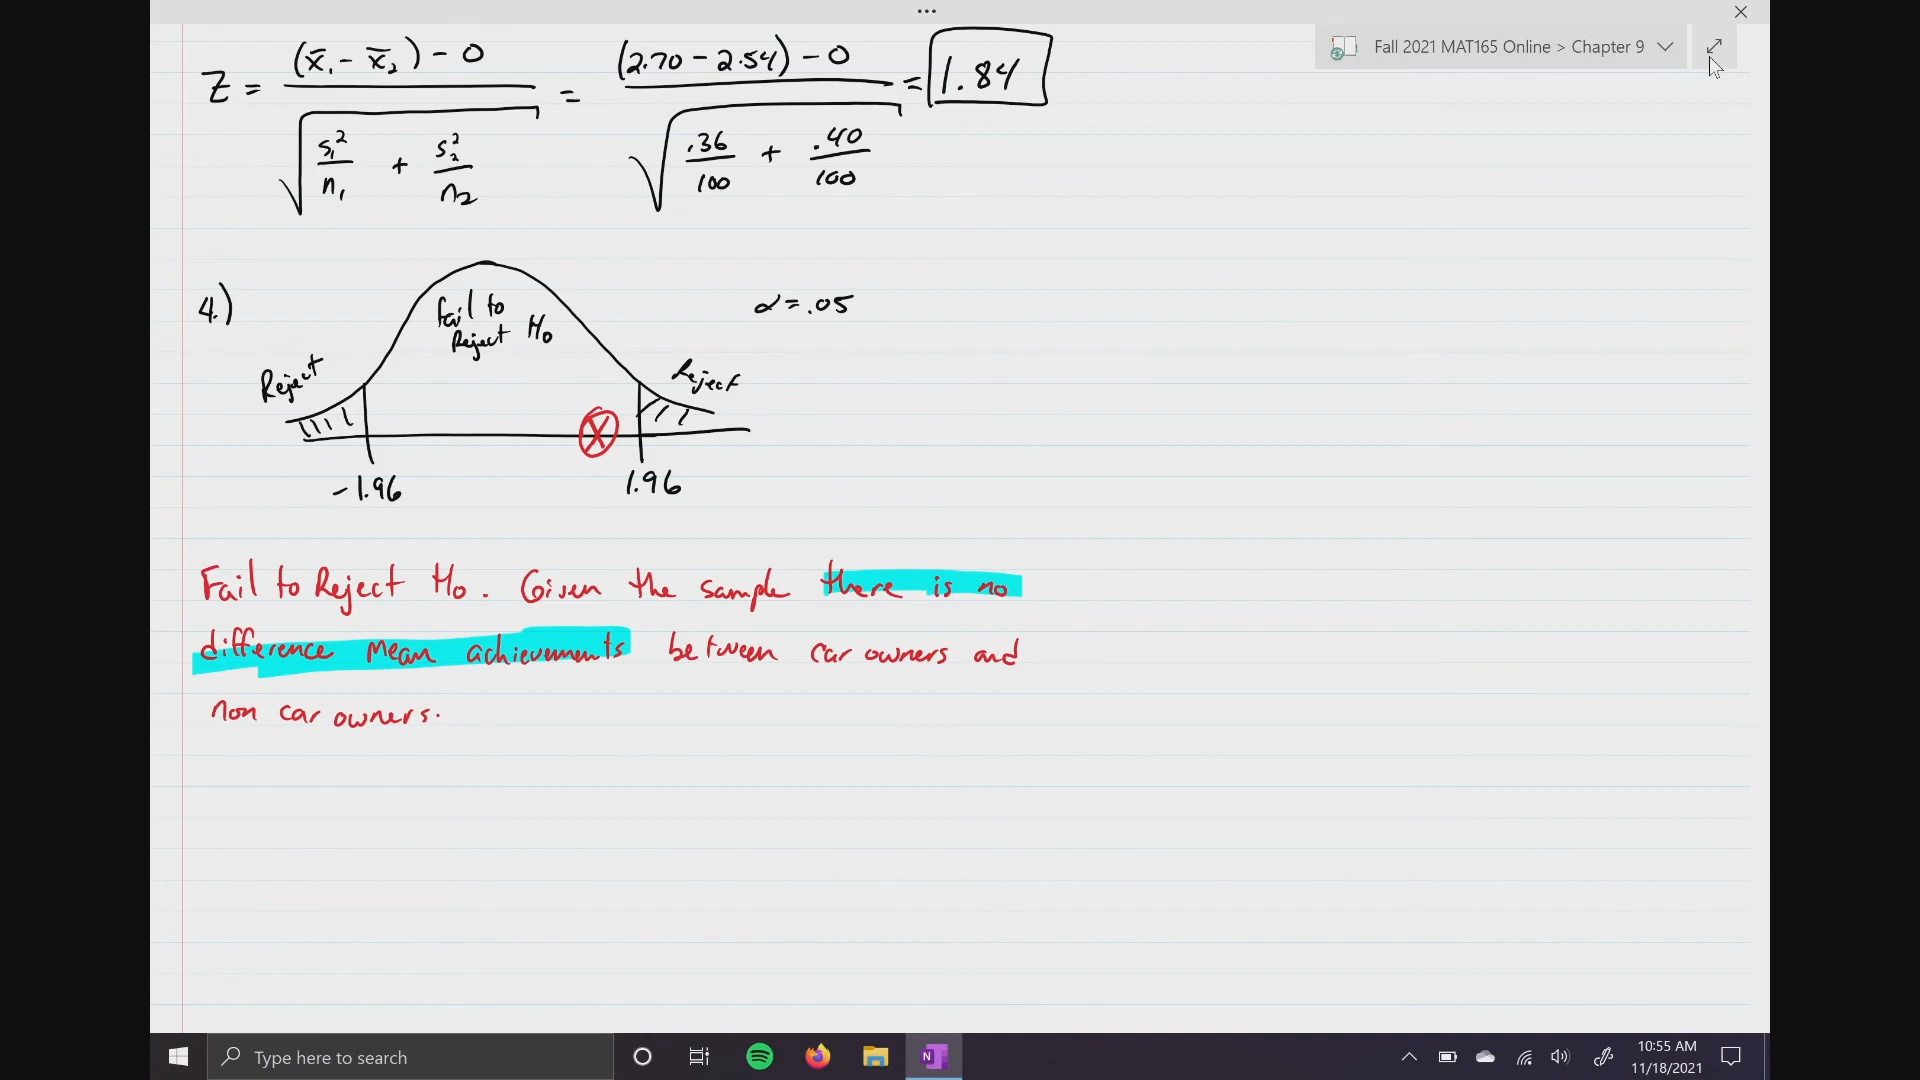 Fall 2021 MAT165 Online > Chapter 9
Z = (x̄₁ - x̄₂) - 0 / √(s₁²/n₁ + s₂²/n₂) = (2.70 - 2.54) - 0 / √(.36/100 + .40/100) = 1.84
4.)
Fail to
Reject H₀
α = .05
Reject
Reject
-1.96
1.96
Fail to Reject H₀. Given the sample there is no
difference mean achievements between car owners and
non car owners.
Type here to search
N
10:55 AM
11/18/2021